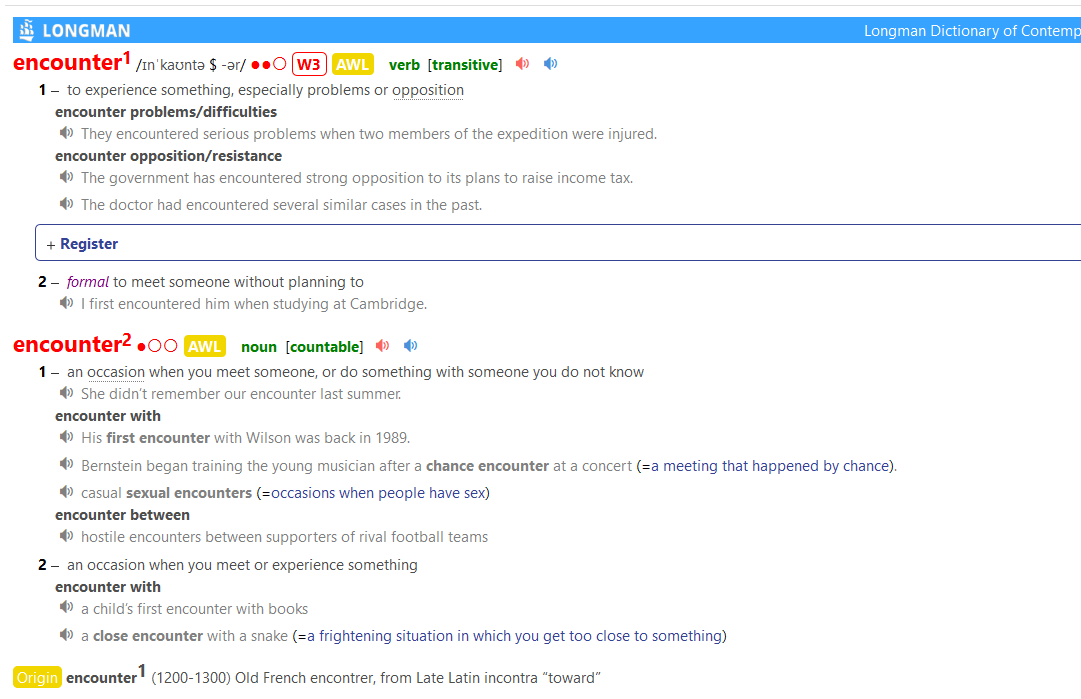 LONGMAN Longman Dictionary of Contemp
encounter1 /ɪnˈkaʊntə $ -ər/ ●●○ W3 AWL verb [transitive]
1 – to experience something, especially problems or opposition
encounter problems/difficulties
They encountered serious problems when two members of the expedition were injured.
encounter opposition/resistance
The government has encountered strong opposition to its plans to raise income tax.
The doctor had encountered several similar cases in the past.
+ Register
2 – formal to meet someone without planning to
I first encountered him when studying at Cambridge.
encounter2 ●○○ AWL noun [countable]
1 – an occasion when you meet someone, or do something with someone you do not know
She didn’t remember our encounter last summer.
encounter with
His first encounter with Wilson was back in 1989.
Bernstein began training the young musician after a chance encounter at a concert (=a meeting that happened by chance).
casual sexual encounters (=occasions when people have sex)
encounter between
hostile encounters between supporters of rival football teams
2 – an occasion when you meet or experience something
encounter with
a child’s first encounter with books
a close encounter with a snake (=a frightening situation in which you get too close to something)
Origin encounter1 (1200-1300) Old French encontrer, from Late Latin incontra “toward”